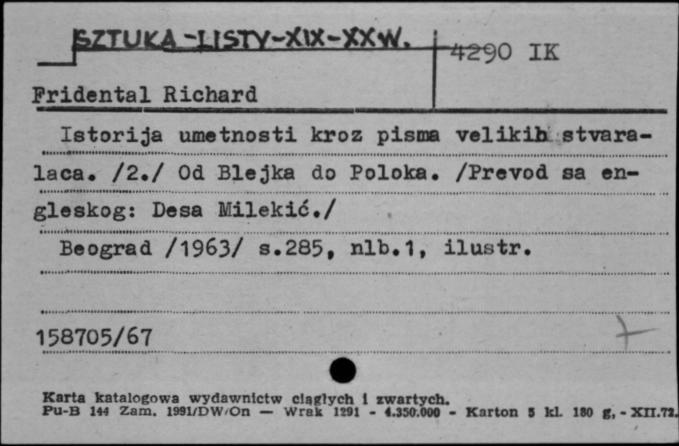 SZTUKA-LISTY-XIX-XXW.
4290 IK
Fridental Richard
Istorija umetnosti kroz pisma velikih stvara-
laca. /2./ Od Blejka do Poloka. /Prevod sa en-
gleskog: Desa Milekić./
Beograd /1963/ s.285, nlb.1, ilustr.
158705/67
Karta katalogowa wydawnictw ciągłych i zwartych.
Pu-B 144 Zam. 1991/DW/On — Wrak 1291 - 4.350.000 - Karton 5 kl. 180 g, - XII.72.